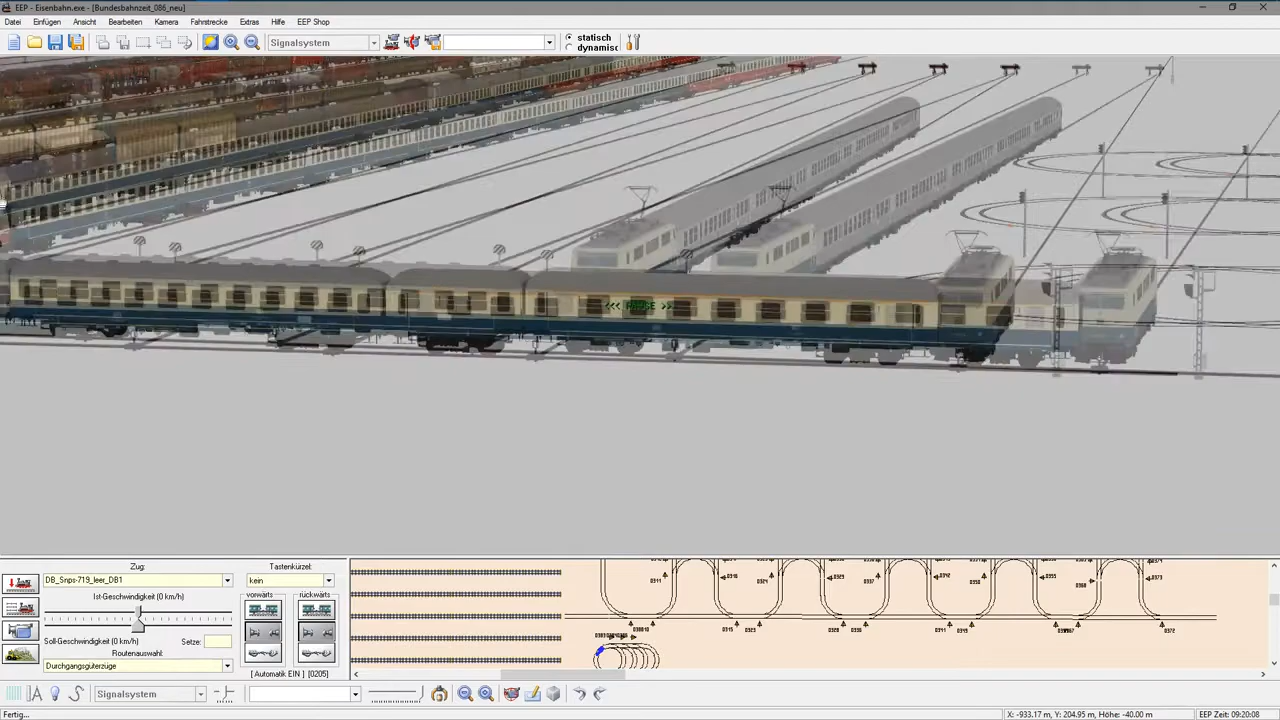 EEP - Eisenbahn.exe - [Bundesbahnzeit_086_neu]
Datei Einfügen Ansicht Bearbeiten Kamera Fahrstrecke Extras Hilfe EEP Shop
Signalsystem
statisch
dynamisc
<<< RANGE >>
Zug:
DB_Snps-719_leer_DB1
Ist-Geschwindigkeit (0 km/h)
Soll-Geschwindigkeit (0 km/h) Setze:
Routenauswahl:
Durchgangsgüterzüge
Tastenkürzel:
kein
vorwärts rückwärts
[ Automatik EIN ] [0205]
Signalsystem
Fertig...
X: -933.17 m, Y: 204.95 m, Höhe: -40.00 m EEP Zeit: 09:20:08